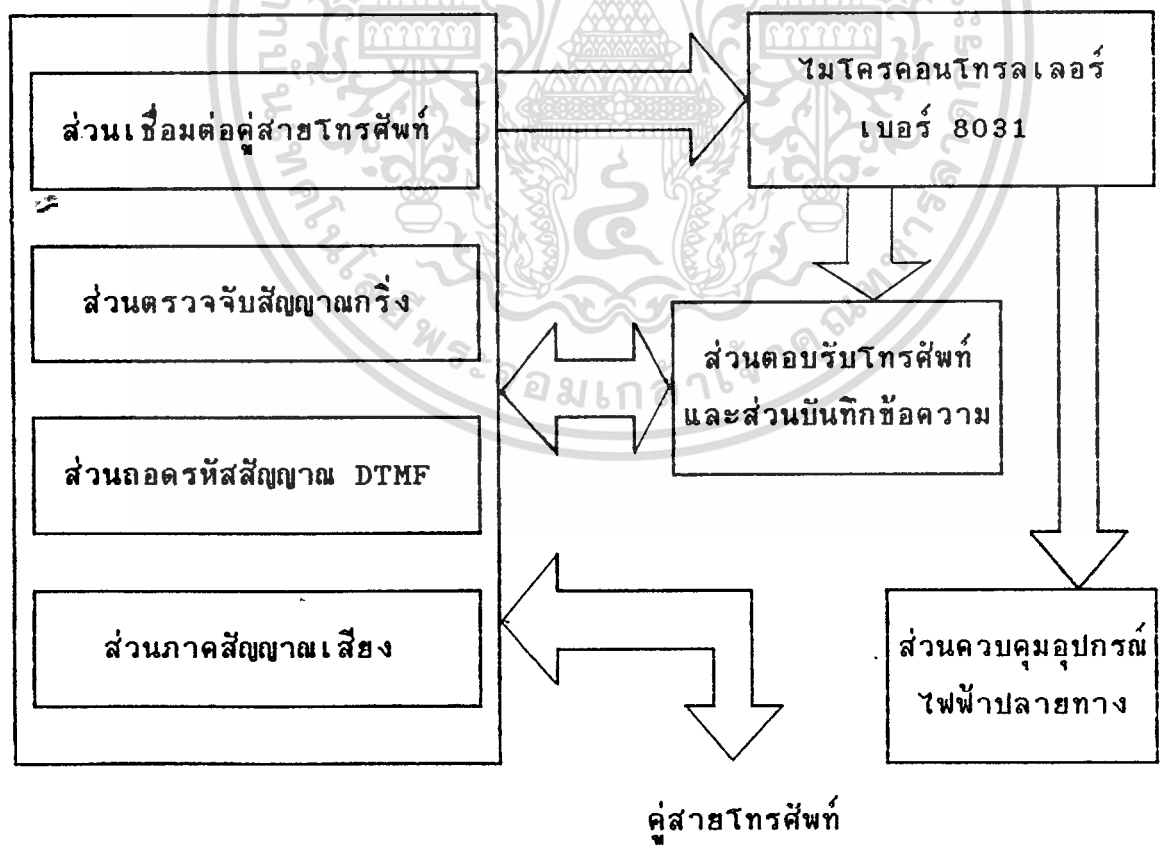 ส่วนเชื่อมต่อคู่สายโทรศัพท์
ส่วนตรวจจับสัญญาณกริ่ง
ส่วนถอดรหัสสัญญาณ DTMF
ส่วนภาคสัญญาณเสียง
ไมโครคอนโทรลเลอร์
เบอร์ 8031
ส่วนตอบรับโทรศัพท์
และส่วนบันทึกข้อความ
ส่วนควบคุมอุปกรณ์
ไฟฟ้าปลายทาง
คู่สายโทรศัพท์